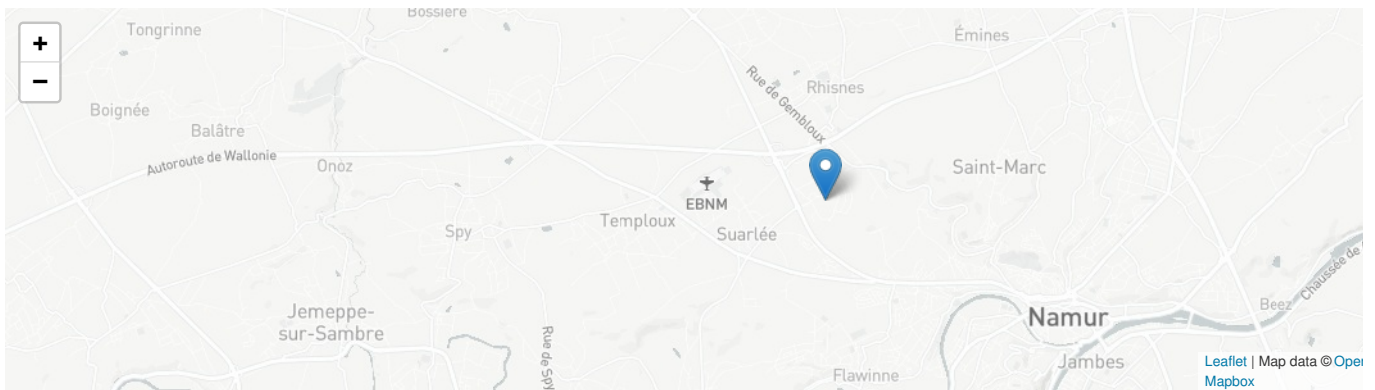 Bossière
Tongrinne
Émines
+
−
Rue de Gembloux
Rhisnes
Boignée
Balâtre
Autoroute de Wallonie
Onoz
Saint-Marc
EBNM
Temploux
Spy
Suarlée
Jemeppe-
sur-Sambre
Chaussée de
Beez
Namur
Rue de Spy
Jambes
Flawinne
Leaflet | Map data © Oper
Mapbox